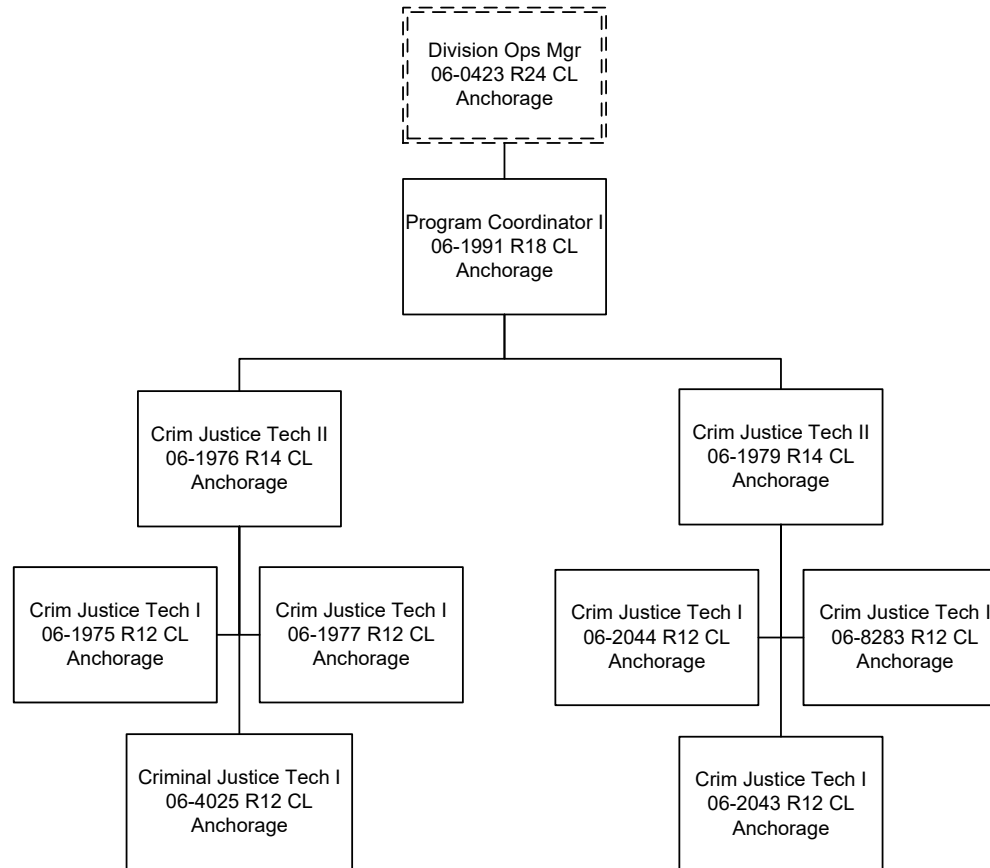 Division Ops Mgr
06-0423 R24 CL
Anchorage
Program Coordinator I
06-1991 R18 CL
Anchorage
Crim Justice Tech II
06-1976 R14 CL
Anchorage
Crim Justice Tech II
06-1979 R14 CL
Anchorage
Crim Justice Tech I
06-1975 R12 CL
Anchorage
Crim Justice Tech I
06-1977 R12 CL
Anchorage
Crim Justice Tech I
06-2044 R12 CL
Anchorage
Crim Justice Tech I
06-8283 R12 CL
Anchorage
Criminal Justice Tech I
06-4025 R12 CL
Anchorage
Crim Justice Tech I
06-2043 R12 CL
Anchorage